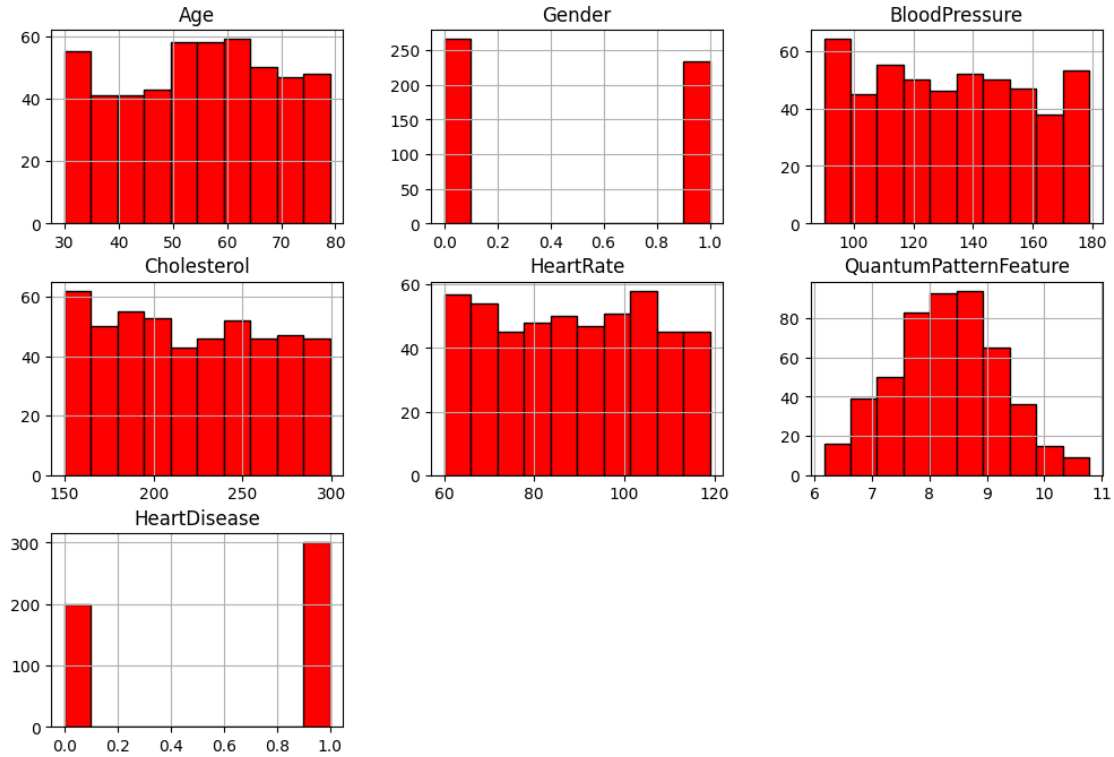 Age
60
40
20
0
30 40 50 60 70 80
Gender
250
200
150
100
50
0
0.0 0.2 0.4 0.6 0.8 1.0
BloodPressure
60
40
20
0
100 120 140 160 180
Cholesterol
60
40
20
0
150 200 250 300
HeartRate
60
40
20
0
60 80 100 120
QuantumPatternFeature
80
60
40
20
0
6 7 8 9 10 11
HeartDisease
300
200
100
0
0.0 0.2 0.4 0.6 0.8 1.0